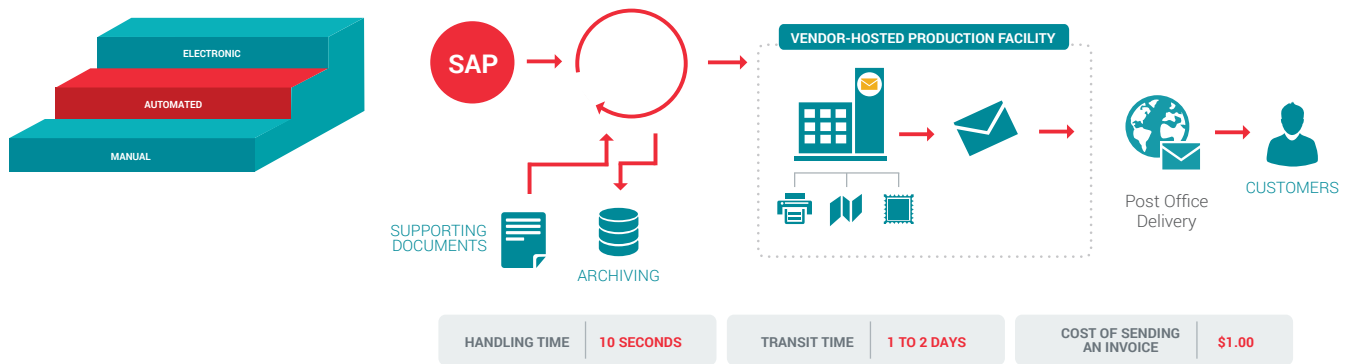 ELECTRONIC
AUTOMATED
MANUAL
SAP
VENDOR-HOSTED PRODUCTION FACILITY
SUPPORTING
DOCUMENTS
ARCHIVING
Post Office
Delivery
CUSTOMERS
HANDLING TIME 10 SECONDS
TRANSIT TIME 1 TO 2 DAYS
COST OF SENDING
AN INVOICE $1.00